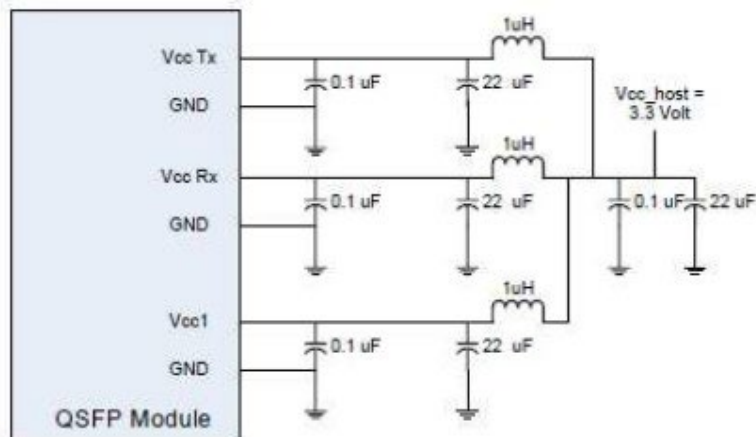 1uH
Vcc Tx
0.1 uF
22 uF
GND
Vcc_host =
3.3 Volt
1uH
Vcc Rx
0.1 uF
22 uF
0.1 uF
22 uF
GND
1uH
Vcc1
0.1 uF
22 uF
GND
QSFP Module